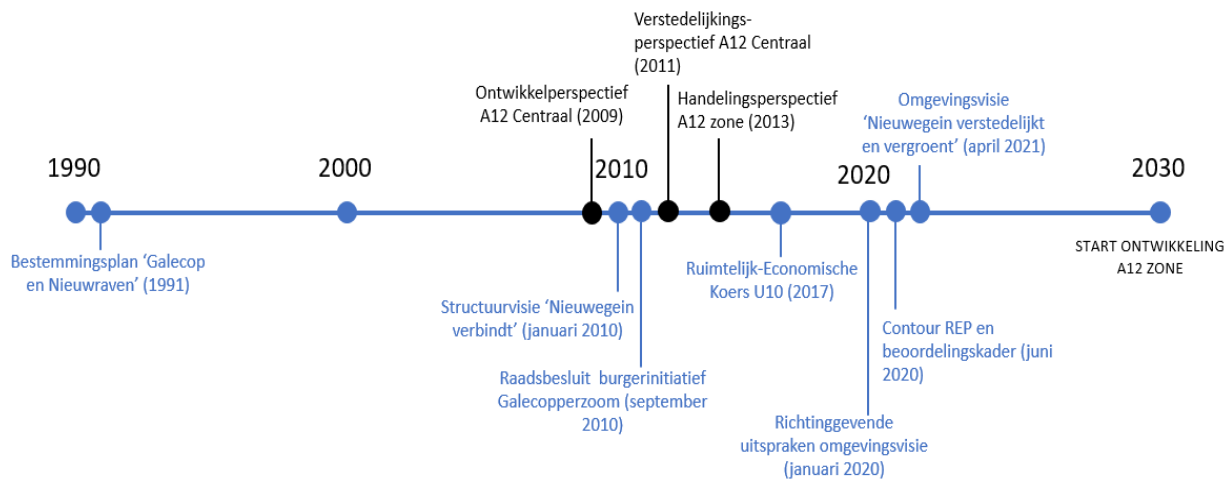 Verstedelijkings-
perspectief A12 Centraal
(2011)
Ontwikkelperspectief
A12 Centraal (2009)
Handelingsperspectief
A12 zone (2013)
Omgevingsvisie
‘Nieuwegein verstedelijkt
en vergroent’ (april 2021)
1990
2000
2010
2020
2030
Bestemmingsplan ‘Galecop
en Nieuwraven’ (1991)
Structuurvisie ‘Nieuwegein
verbindt’ (januari 2010)
Raadsbesluit burgerinitiatief
Galecopperzoom (september
2010)
Ruimtelijk-Economische
Koers U10 (2017)
Richtinggevende
uitspraken omgevingsvisie
(januari 2020)
Contour REP en
beoordelingskader (juni
2020)
START ONTWIKKELING
A12 ZONE